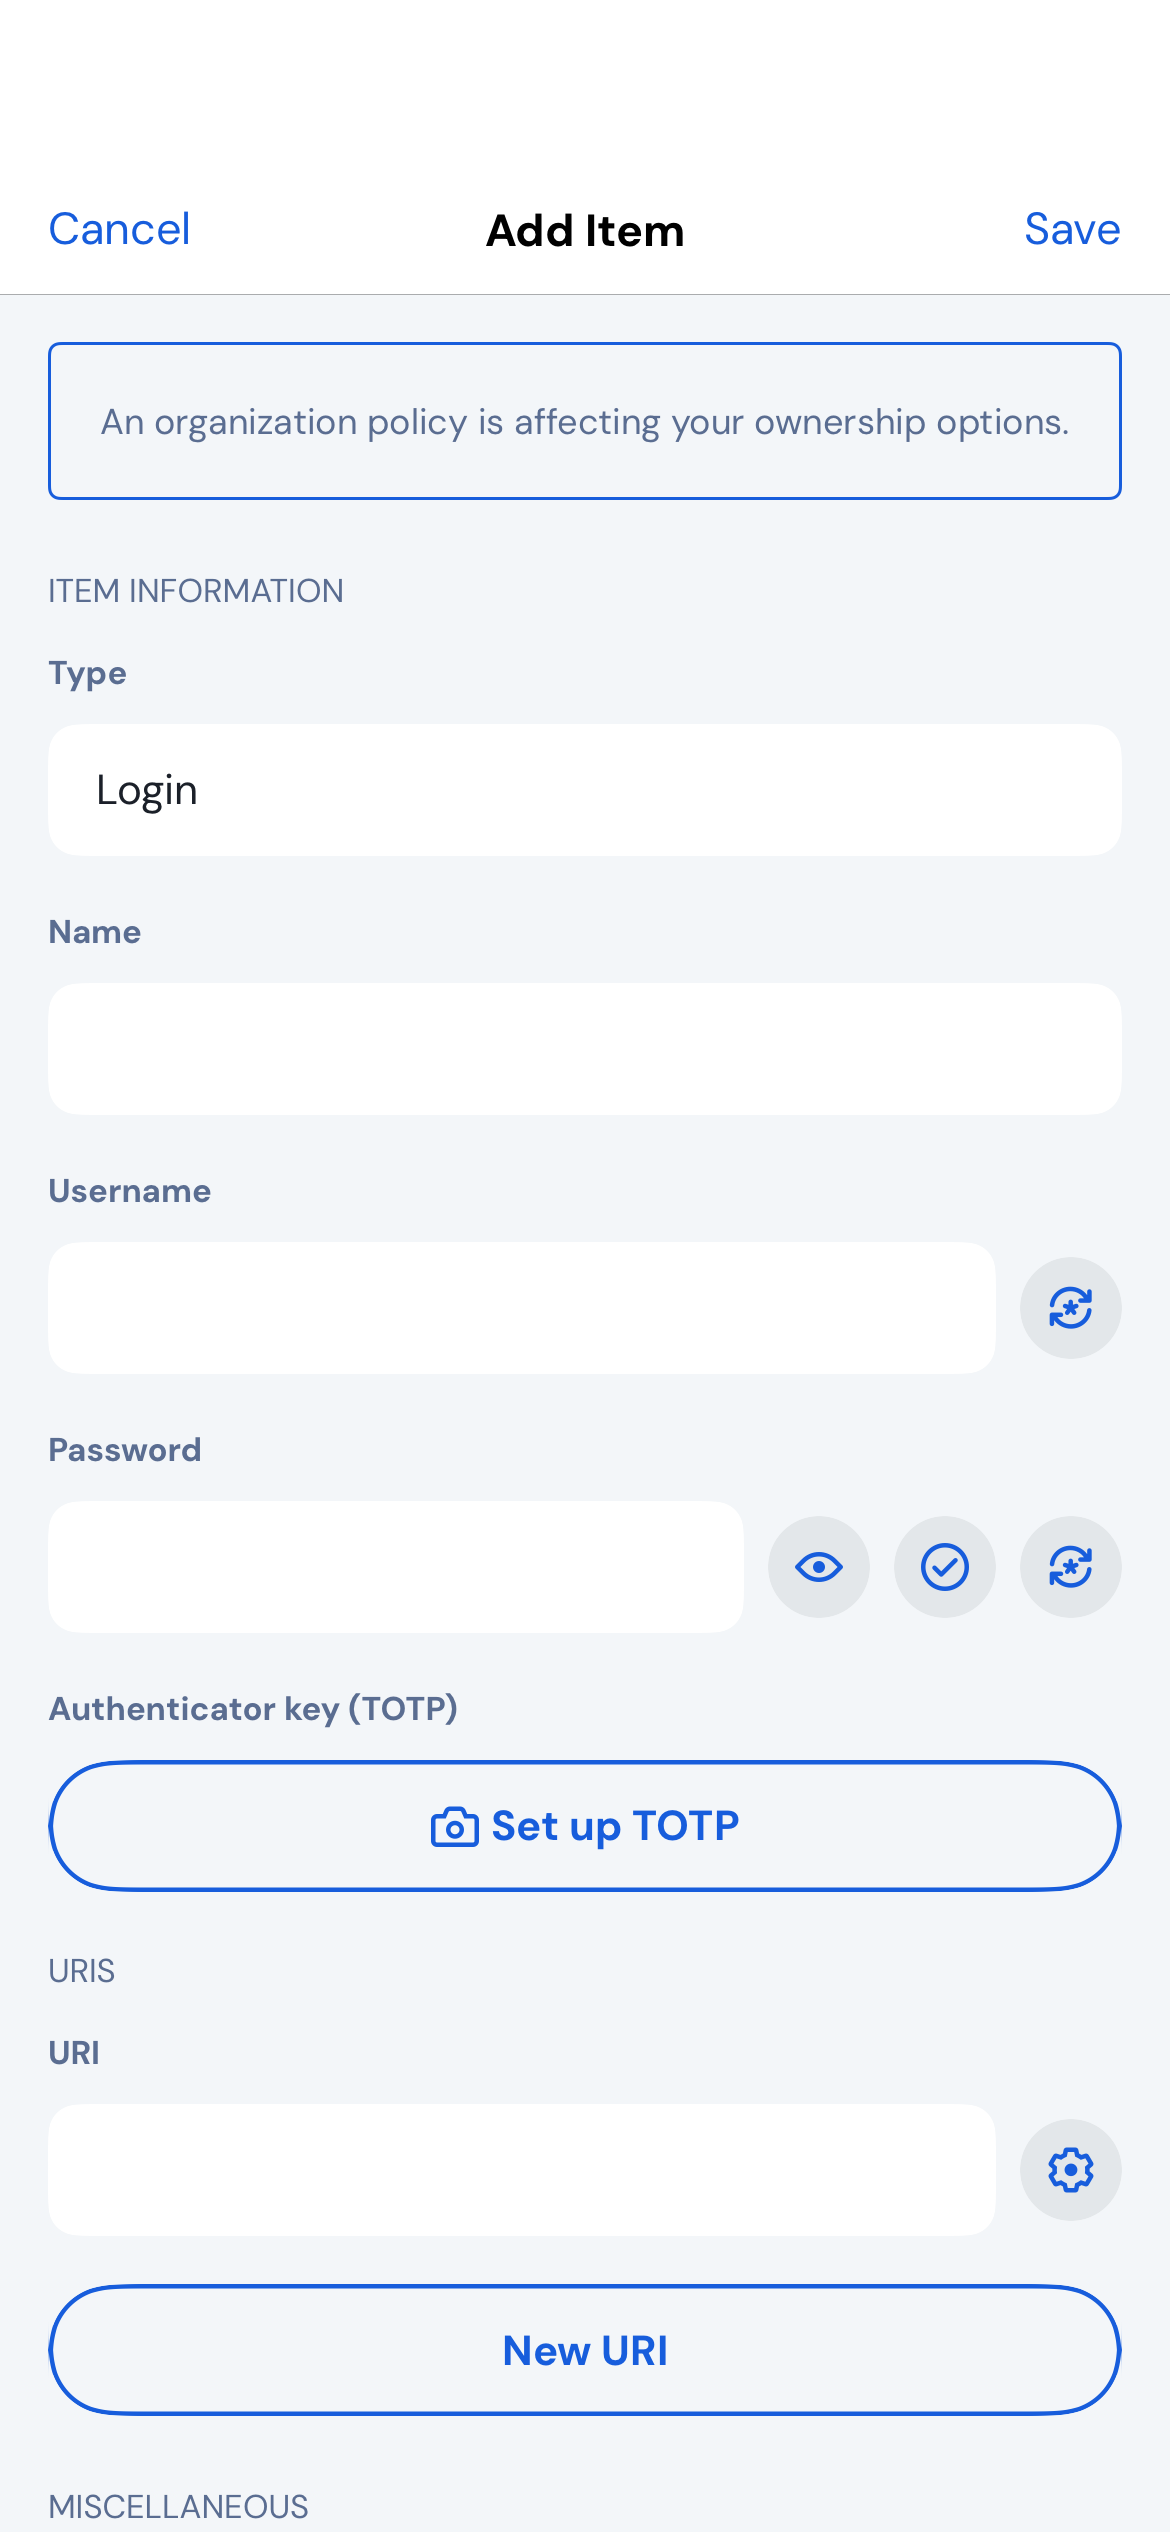 Cancel
Add Item
Save
An organization policy is affecting your ownership options.
ITEM INFORMATION
Type
Login
Name
Username
Password
Authenticator key (TOTP)
Set up TOTP
URIS
URI
New URI
MISCELLANEOUS